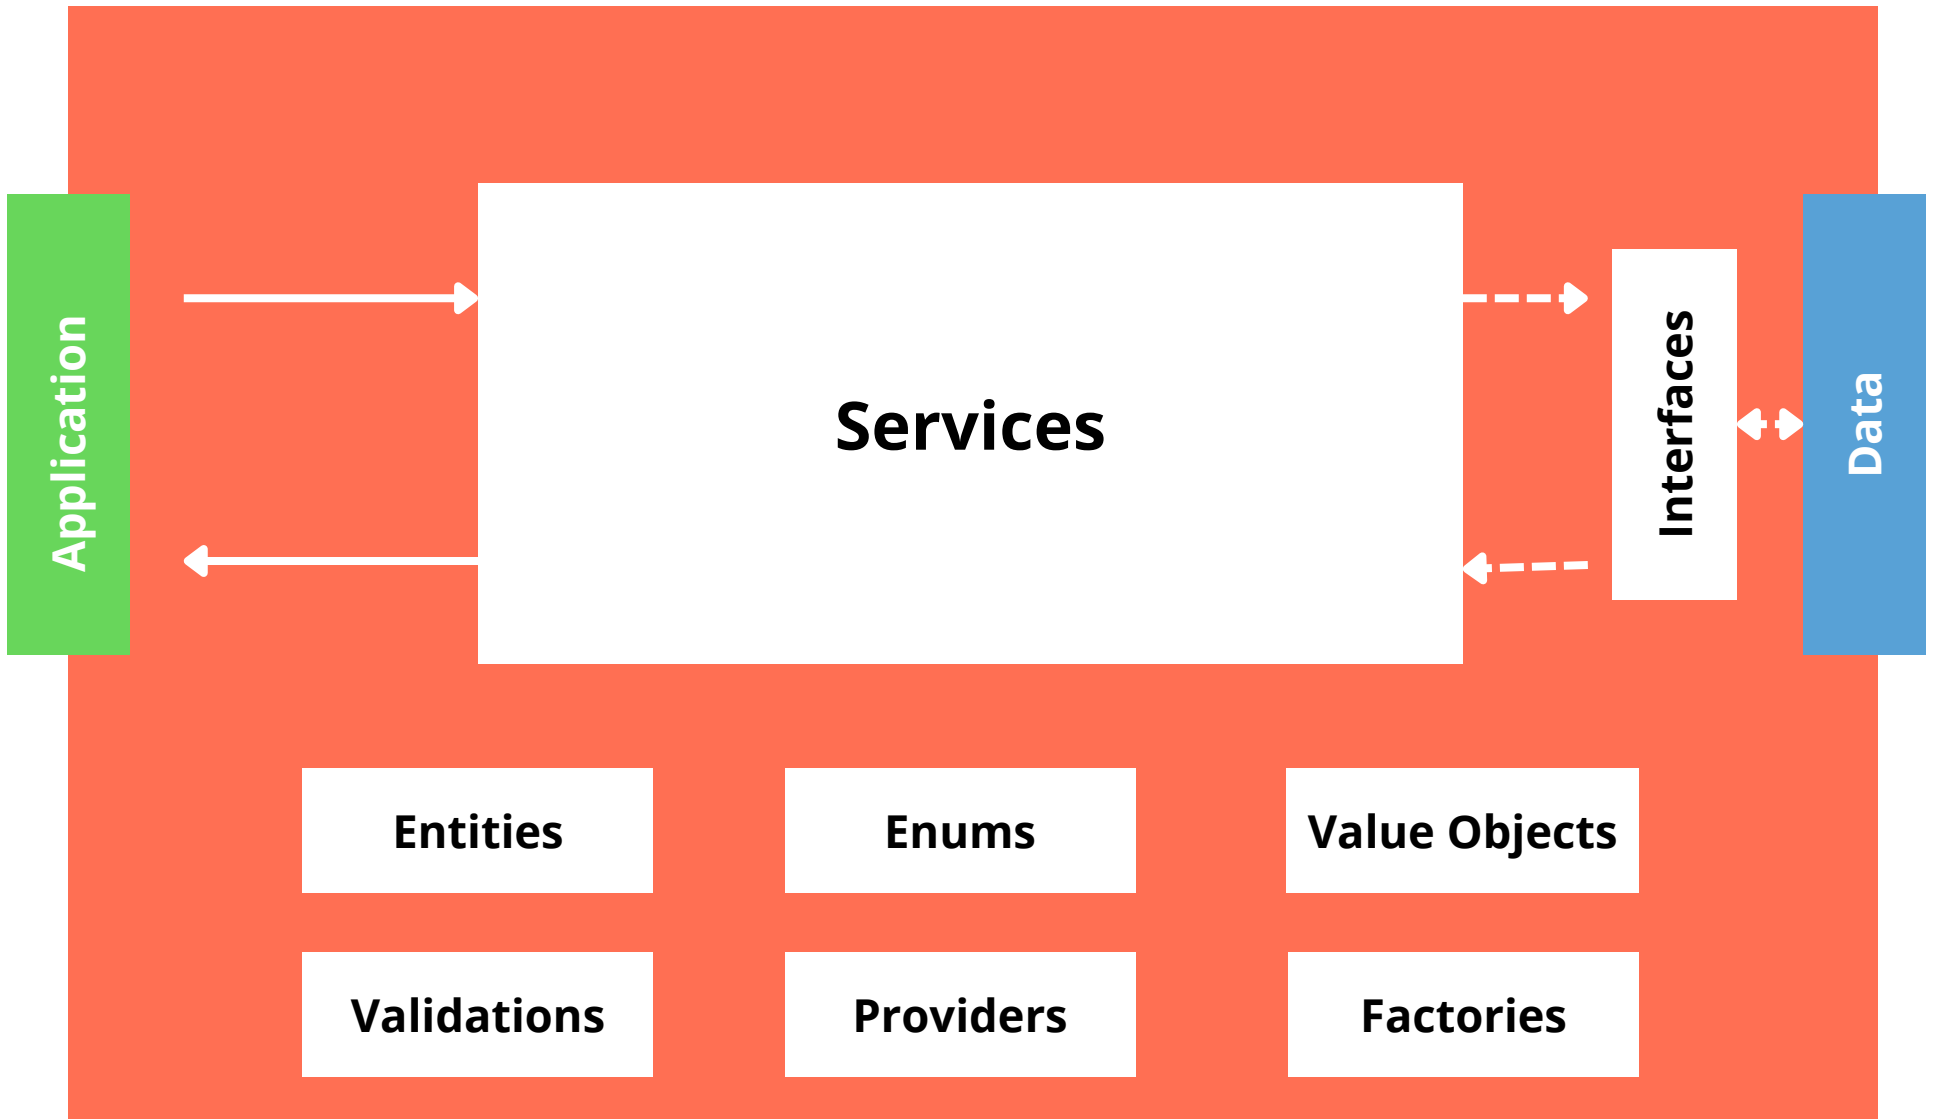 Application
Services
Interfaces
Data
Entities
Enums
Value Objects
Validations
Providers
Factories